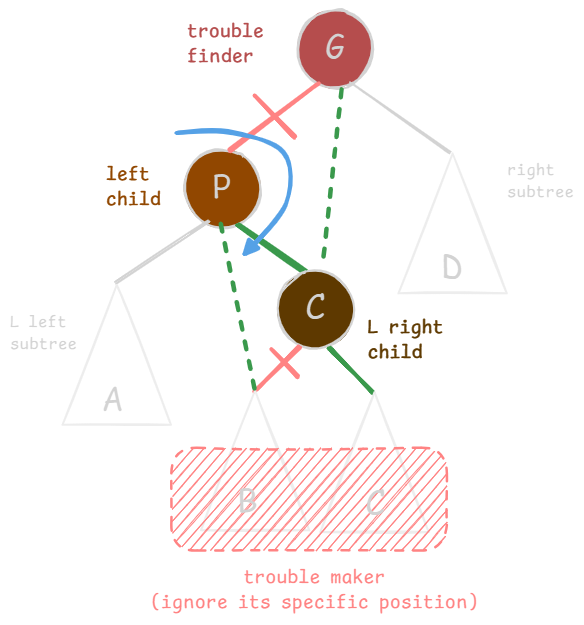 trouble
finder
G
left
child
P
right
subtree
D
C
L right
child
L left
subtree
A
B
C
trouble maker
(ignore its specific position)